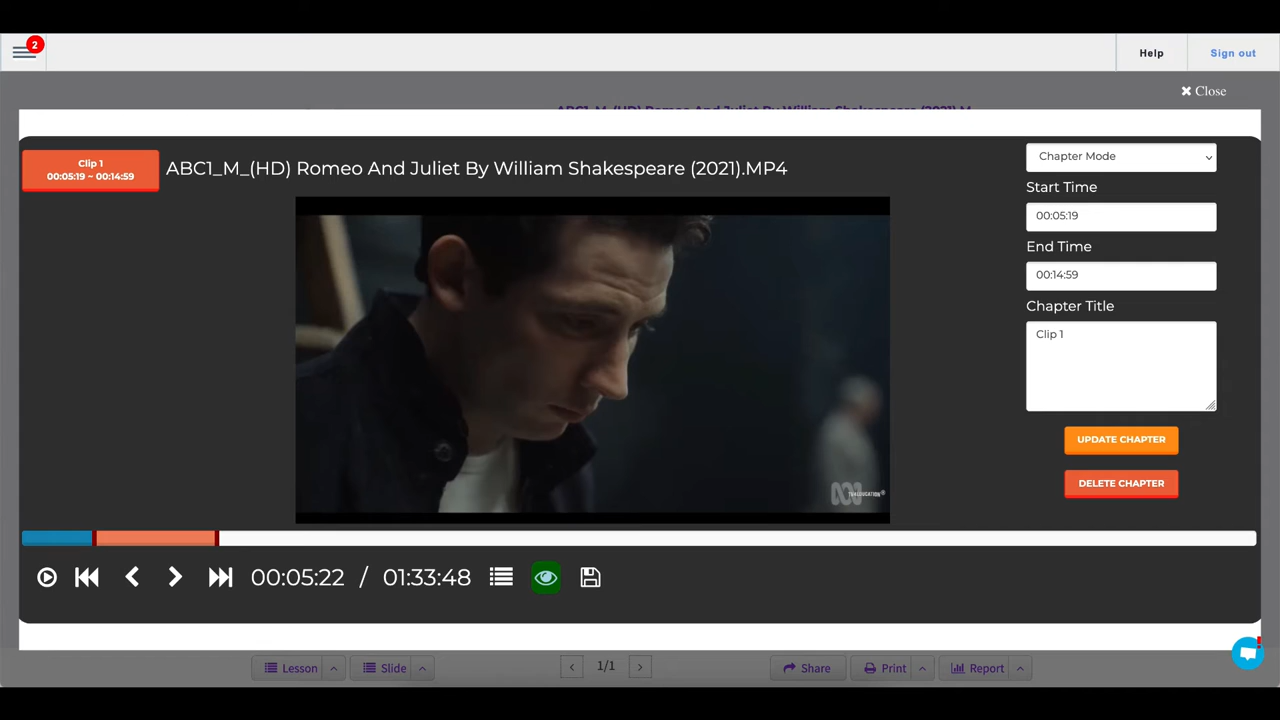 2
Help
Sign out
Close
Clip 1
00:05:19 ~ 00:14:59
ABC1_M_(HD) Romeo And Juliet By William Shakespeare (2021).MP4
Chapter Mode
Start Time
00:05:19
End Time
00:14:59
Chapter Title
Clip 1
UPDATE CHAPTER
DELETE CHAPTER
00:05:22 / 01:33:48
Lesson
Slide
1/1
Share
Print
Report